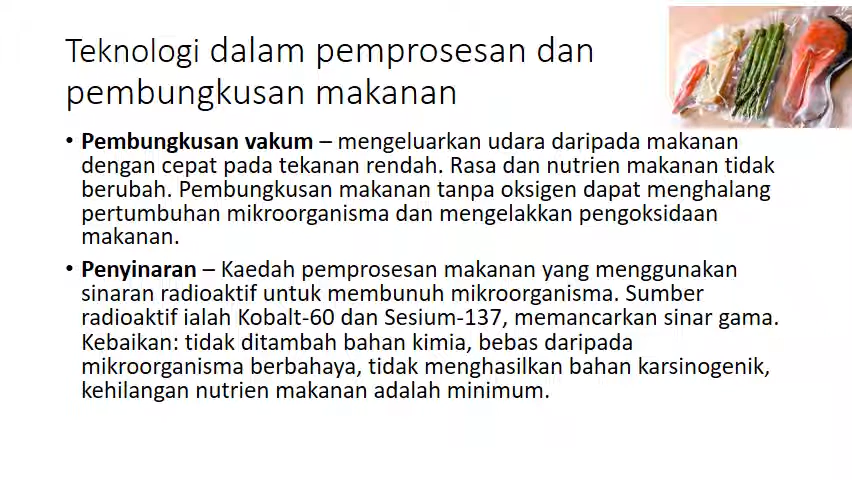 Teknologi dalam pemprosesan dan
pembungkusan makanan
• Pembungkusan vakum – mengeluarkan udara daripada makanan
dengan cepat pada tekanan rendah. Rasa dan nutrien makanan tidak
berubah. Pembungkusan makanan tanpa oksigen dapat menghalang
pertumbuhan mikroorganisma dan mengelakkan pengoksidaan
makanan.
• Penyinaran – Kaedah pemprosesan makanan yang menggunakan
sinaran radioaktif untuk membunuh mikroorganisma. Sumber
radioaktif ialah Kobalt-60 dan Sesium-137, memancarkan sinar gama.
Kebaikan: tidak ditambah bahan kimia, bebas daripada
mikroorganisma berbahaya, tidak menghasilkan bahan karsinogenik,
kehilangan nutrien makanan adalah minimum.